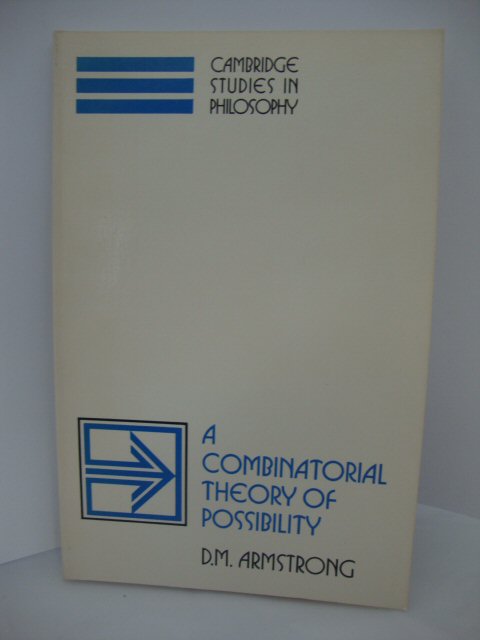 CAMBRIDGE
STUDIES IN
PHILOSOPHY
A
COMBINATORIAL
THEORY OF
POSSIBILITY
D.M. ARMSTRONG